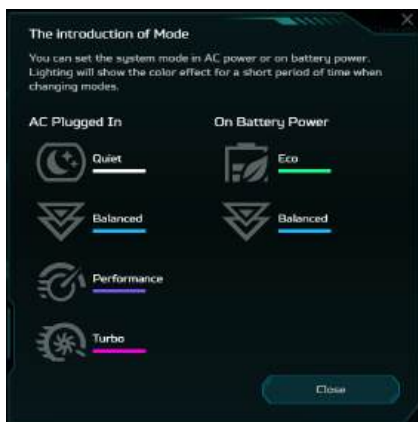 The introduction of Mode
You can set the system mode in AC power or on battery power.
Lighting will show the color effect for a short period of time when
changing modes.
AC Plugged In
On Battery Power
Quiet
Eco
Balanced
Balanced
Performance
Turbo
Close